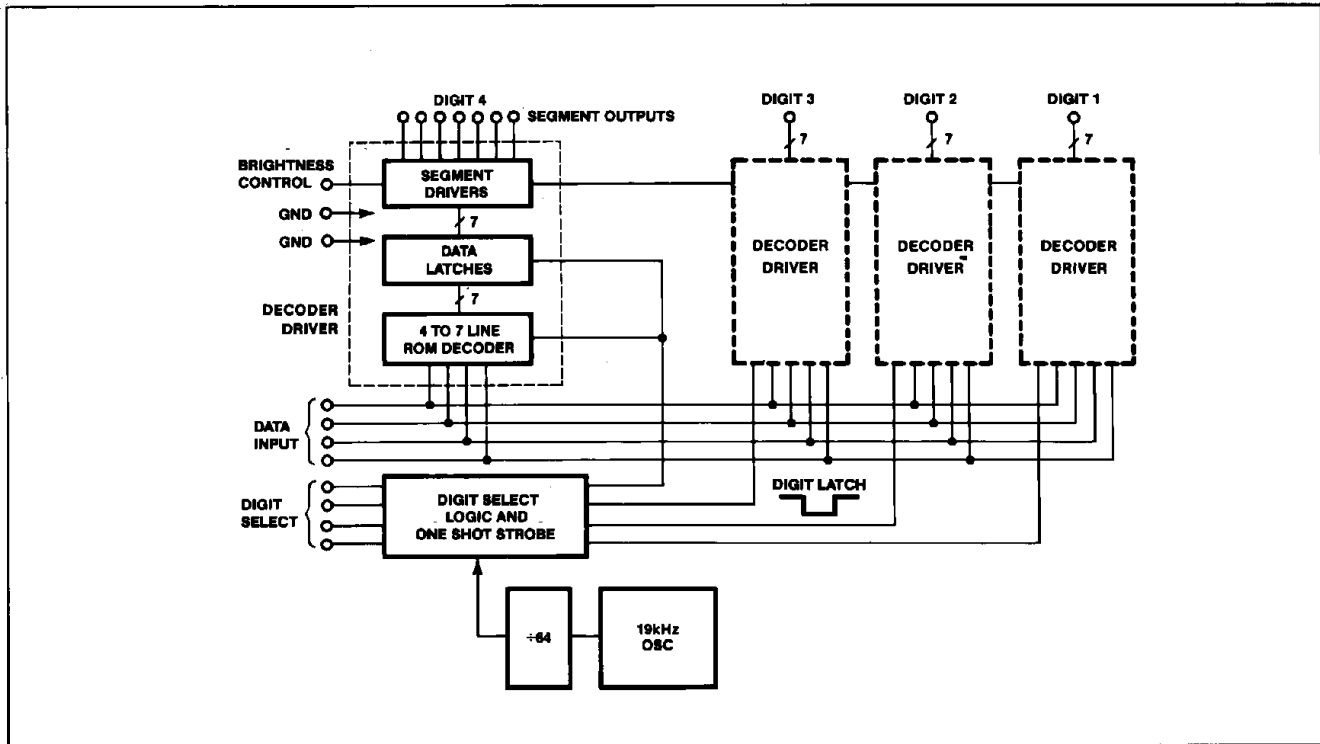 DIGIT 4
SEGMENT OUTPUTS
DIGIT 3
DIGIT 2
DIGIT 1
7
7
7
BRIGHTNESS
CONTROL
SEGMENT
DRIVERS
GND
GND
7
DATA
LATCHES
7
DECODER
DRIVER
4 TO 7 LINE
ROM DECODER
DECODER
DRIVER
DECODER
DRIVER
DECODER
DRIVER
DATA
INPUT
DIGIT
SELECT
DIGIT SELECT
LOGIC AND
ONE SHOT STROBE
DIGIT LATCH
÷64
19kHz
OSC